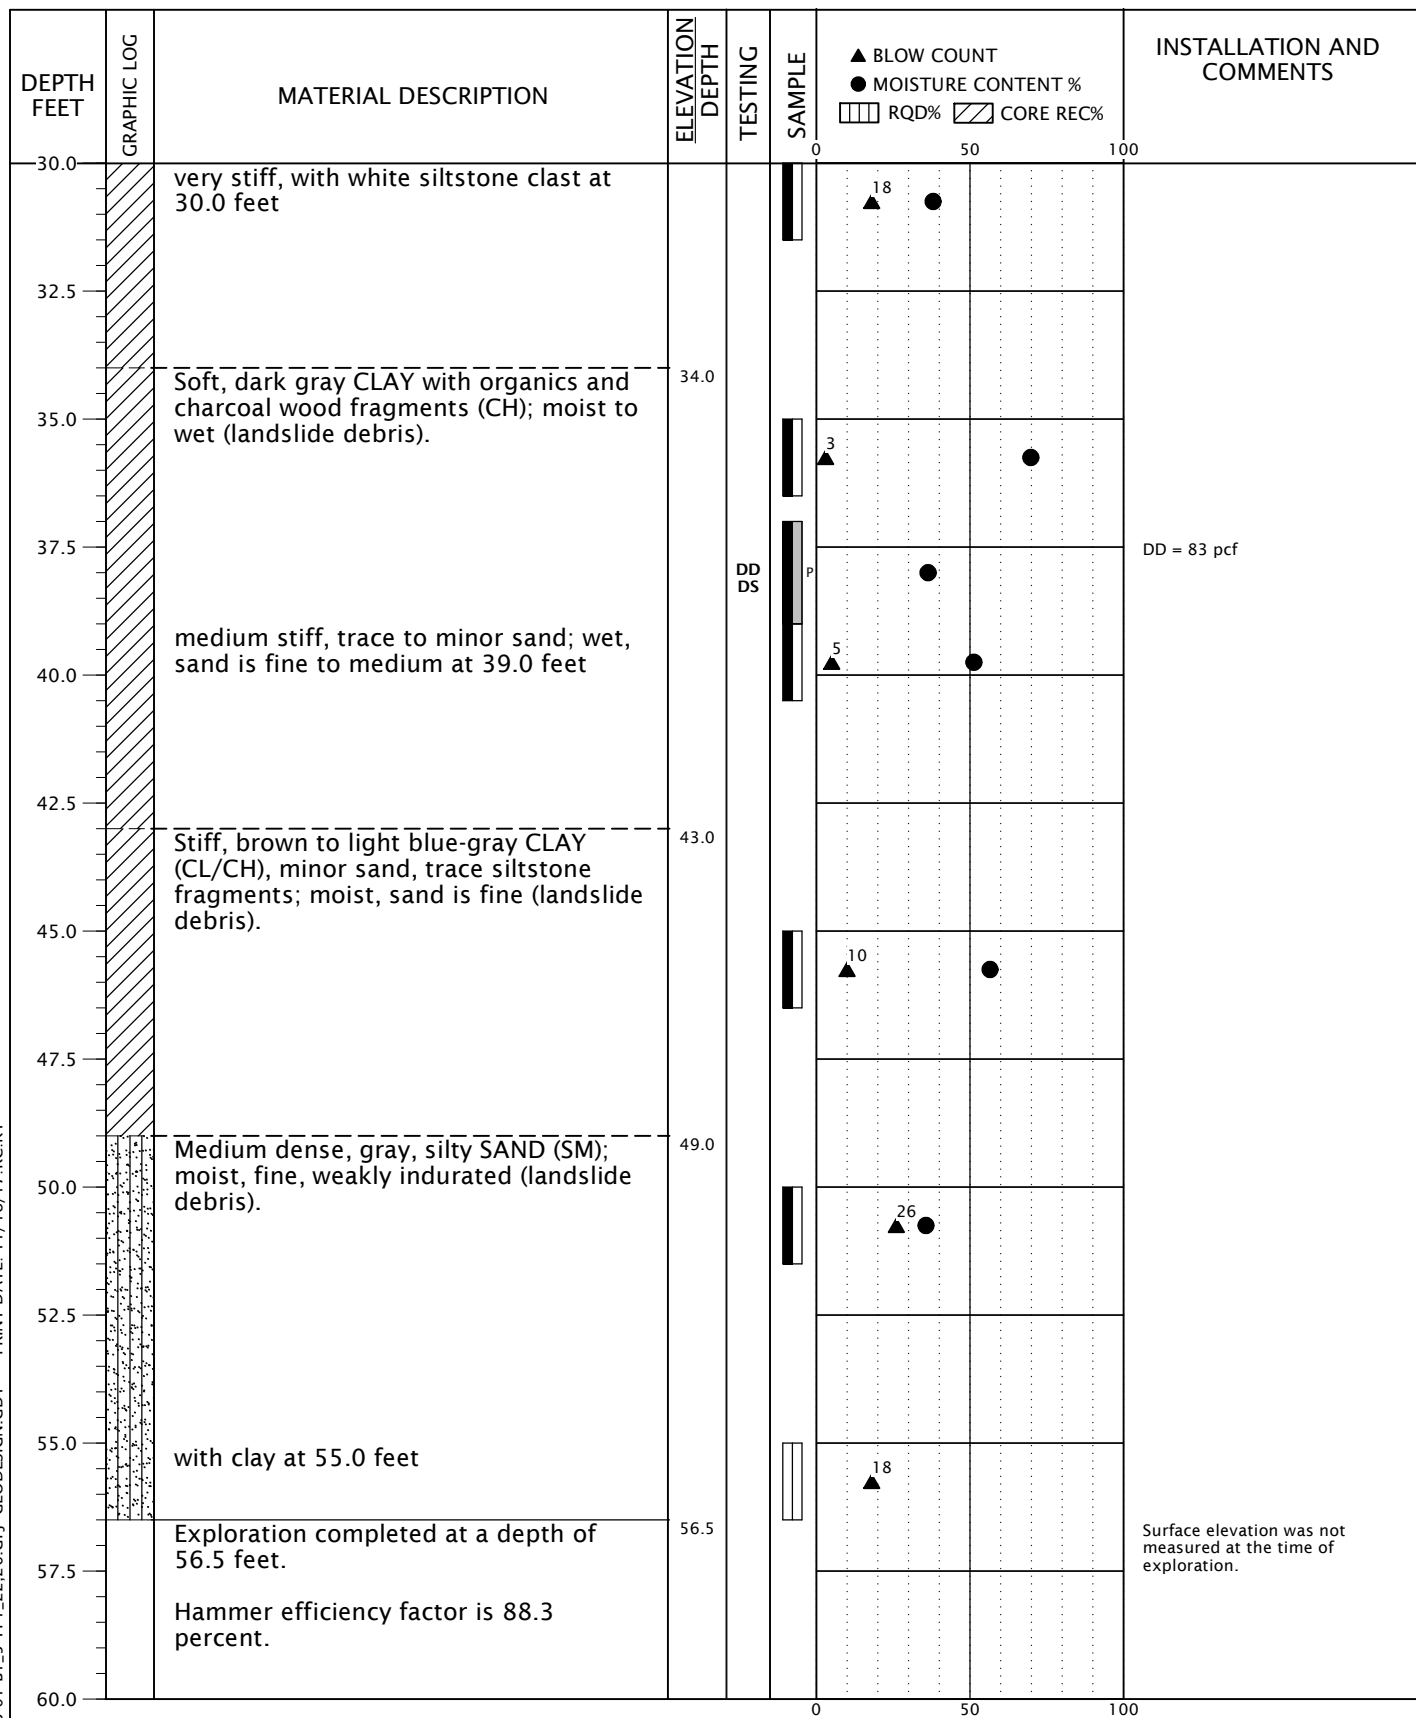 DEPTH
FEET
GRAPHIC LOG
MATERIAL DESCRIPTION
ELEVATION
DEPTH
TESTING
SAMPLE
▲ BLOW COUNT
● MOISTURE CONTENT %
RQD% CORE REC%
INSTALLATION AND
COMMENTS
0 50 100
30.0
very stiff, with white siltstone clast at
30.0 feet
18
32.5
34.0
Soft, dark gray CLAY with organics and
charcoal wood fragments (CH); moist to
wet (landslide debris).
35.0
3
37.5
DD
DS
P
DD = 83 pcf
medium stiff, trace to minor sand; wet,
sand is fine to medium at 39.0 feet
5
40.0
42.5
43.0
Stiff, brown to light blue-gray CLAY
(CL/CH), minor sand, trace siltstone
fragments; moist, sand is fine (landslide
debris).
45.0
10
47.5
49.0
Medium dense, gray, silty SAND (SM);
moist, fine, weakly indurated (landslide
debris).
50.0
26
52.5
55.0
with clay at 55.0 feet
18
56.5
Exploration completed at a depth of
56.5 feet.
Surface elevation was not
measured at the time of
exploration.
57.5
Hammer efficiency factor is 88.3
percent.
60.0
0 50 100